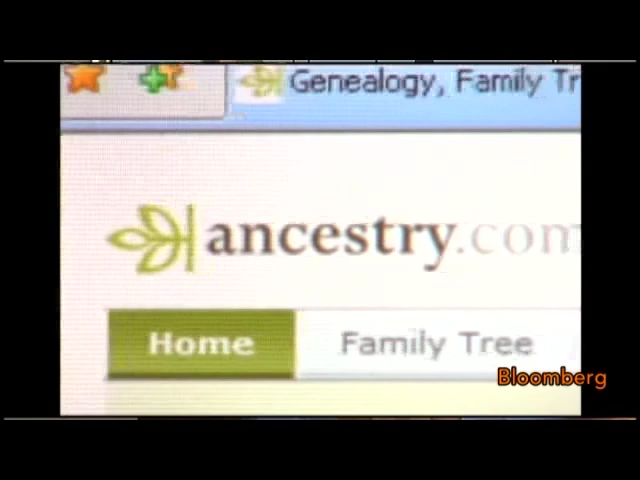 Genealogy, Family Tr
ancestry.com
Home
Family Tree
Bloomberg